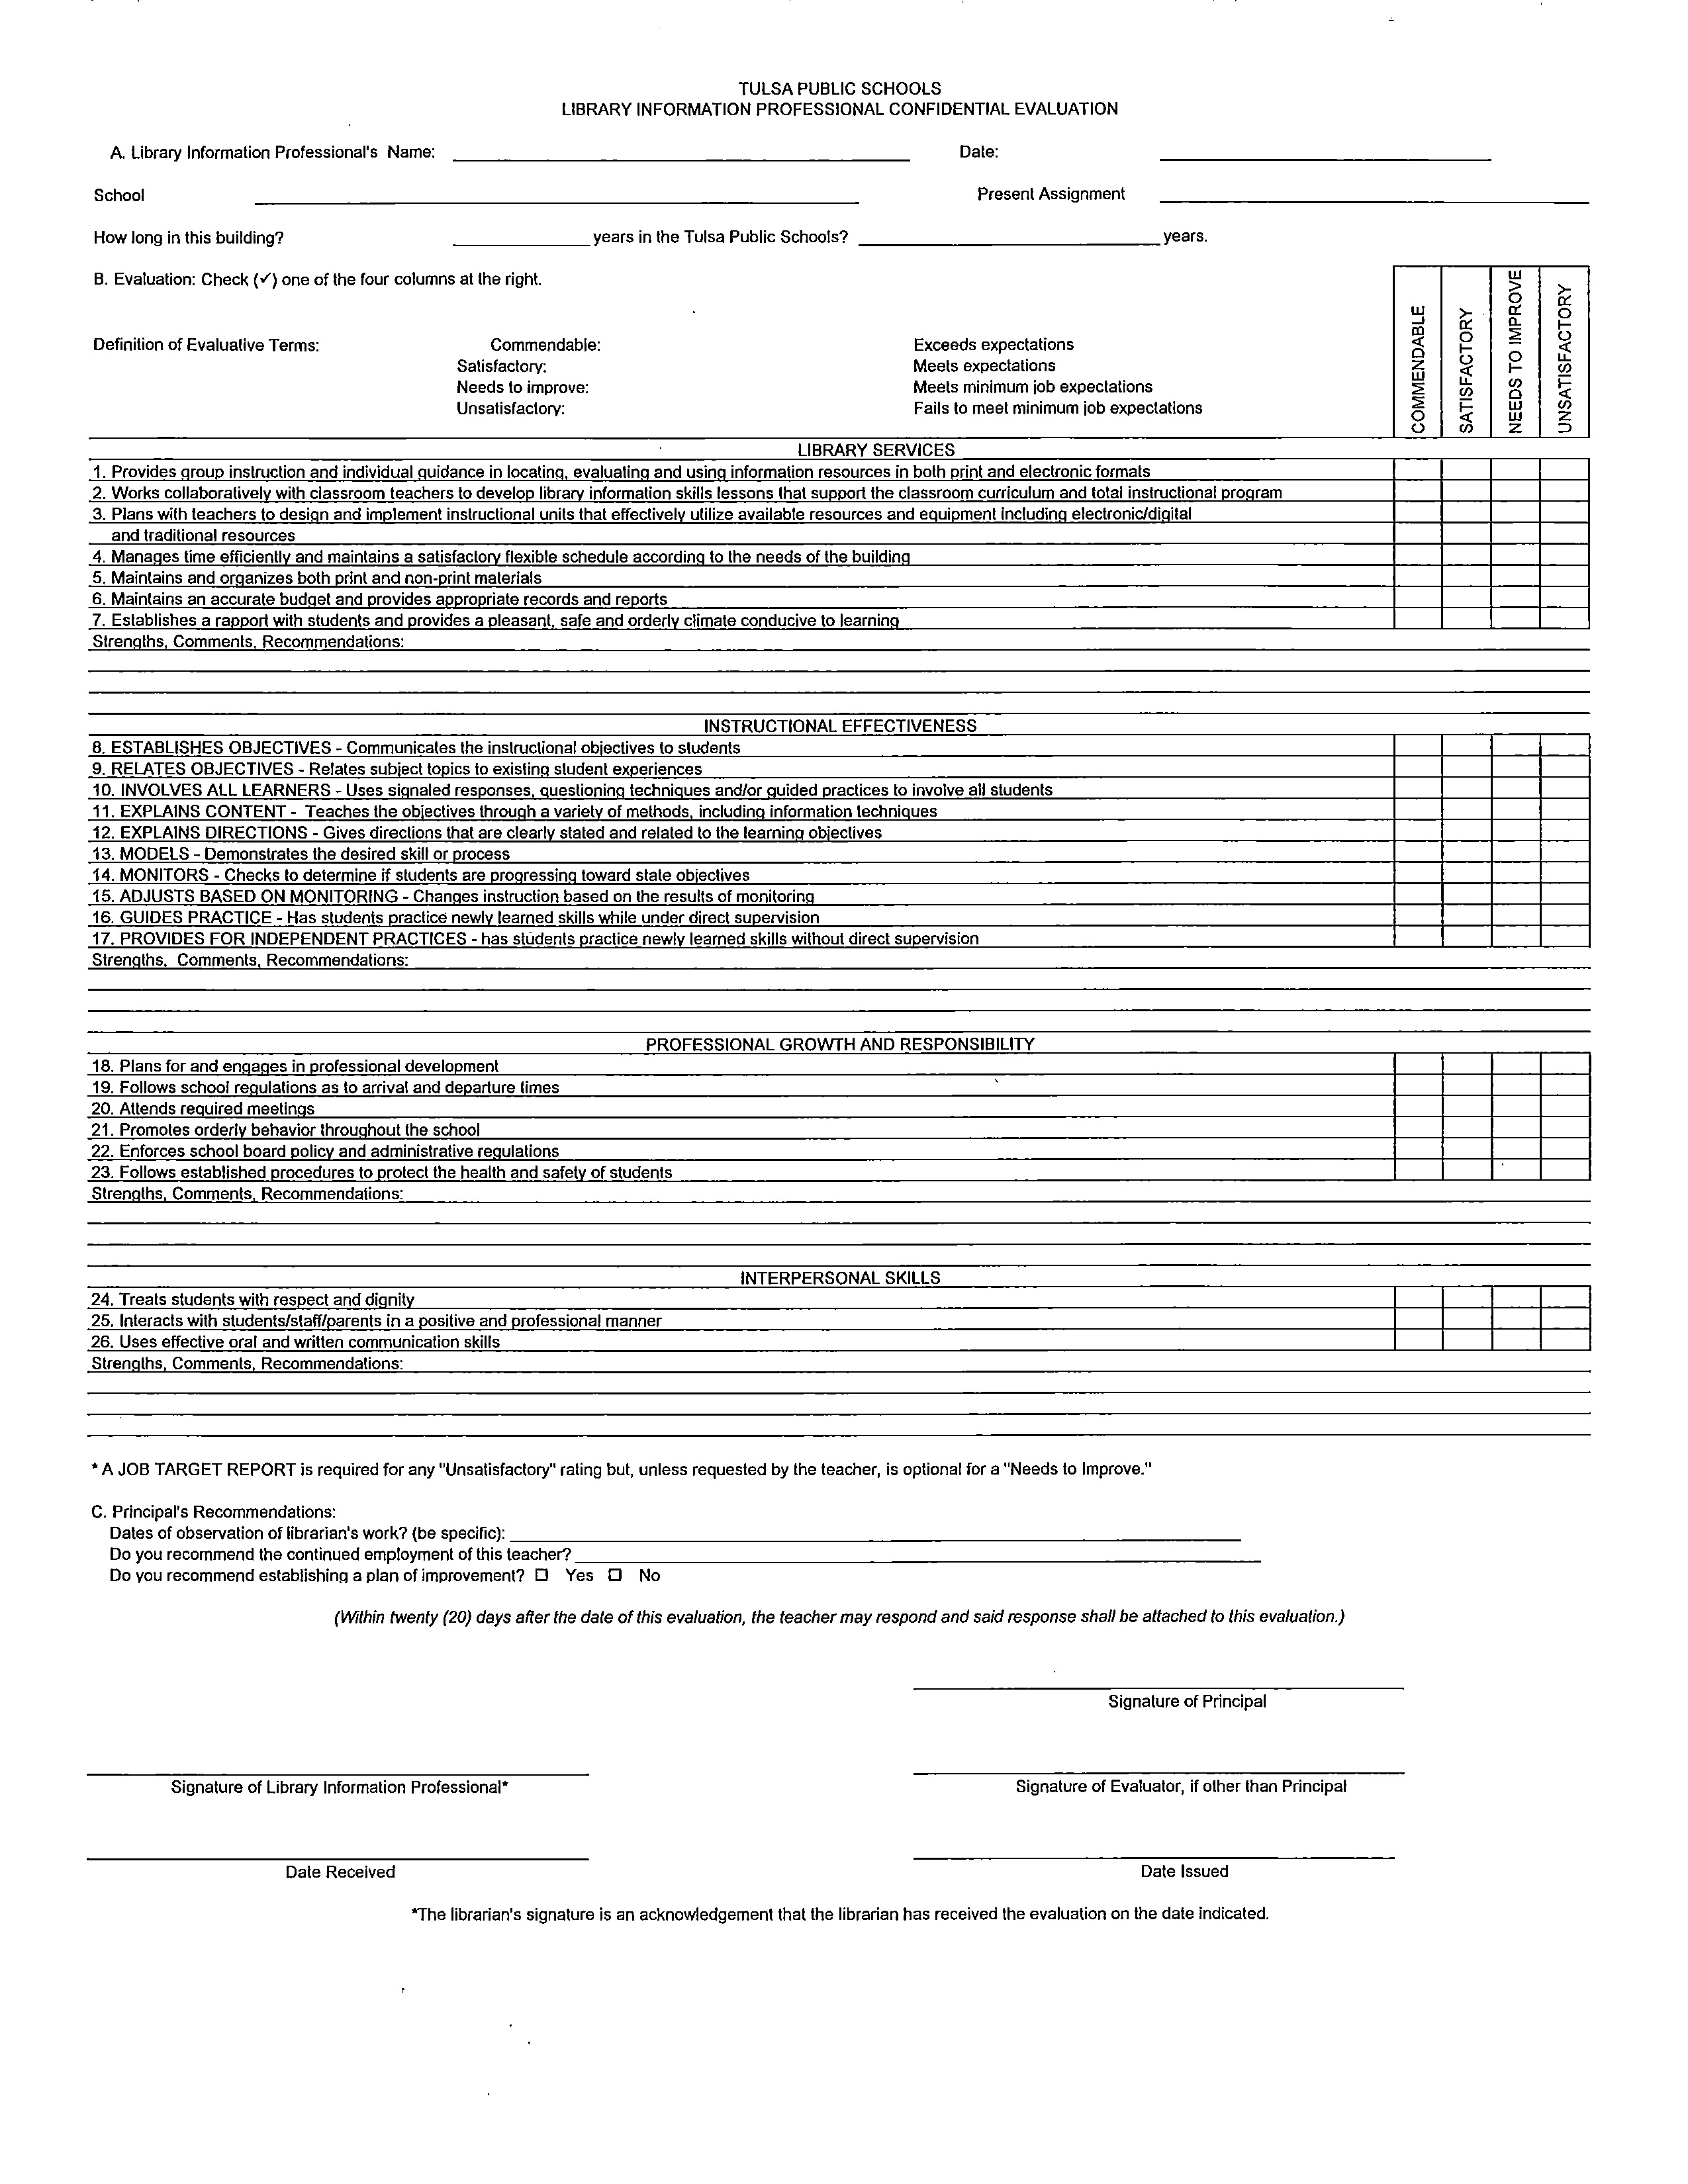 TULSA PUBLIC SCHOOLS
LIBRARY INFORMATION PROFESSIONAL CONFIDENTIAL EVALUATION
A. Library Information Professional's Name: Date:
School Present Assignment
How long in this building? years in the Tulsa Public Schools? years.
B. Evaluation: Check (✓) one of the four columns at the right.
COMMENDABLE
SATISFACTORY
NEEDS TO IMPROVE
UNSATISFACTORY
Definition of Evaluative Terms: Commendable: Exceeds expectations
Satisfactory: Meets expectations
Needs to improve: Meets minimum job expectations
Unsatisfactory: Fails to meet minimum job expectations
LIBRARY SERVICES
1. Provides group instruction and individual guidance in locating, evaluating and using information resources in both print and electronic formats
2. Works collaboratively with classroom teachers to develop library information skills lessons that support the classroom curriculum and total instructional program
3. Plans with teachers to design and implement instructional units that effectively utilize available resources and equipment including electronic/digital
and traditional resources
4. Manages time efficiently and maintains a satisfactory flexible schedule according to the needs of the building
5. Maintains and organizes both print and non-print materials
6. Maintains an accurate budget and provides appropriate records and reports
7. Establishes a rapport with students and provides a pleasant, safe and orderly climate conducive to learning
Strengths, Comments, Recommendations:
INSTRUCTIONAL EFFECTIVENESS
8. ESTABLISHES OBJECTIVES - Communicates the instructional objectives to students
9. RELATES OBJECTIVES - Relates subject topics to existing student experiences
10. INVOLVES ALL LEARNERS - Uses signaled responses, questioning techniques and/or guided practices to involve all students
11. EXPLAINS CONTENT - Teaches the objectives through a variety of methods, including information techniques
12. EXPLAINS DIRECTIONS - Gives directions that are clearly stated and related to the learning objectives
13. MODELS - Demonstrates the desired skill or process
14. MONITORS - Checks to determine if students are progressing toward state objectives
15. ADJUSTS BASED ON MONITORING - Changes instruction based on the results of monitoring
16. GUIDES PRACTICE - Has students practice newly learned skills while under direct supervision
17. PROVIDES FOR INDEPENDENT PRACTICES - has students practice newly learned skills without direct supervision
Strengths, Comments, Recommendations:
PROFESSIONAL GROWTH AND RESPONSIBILITY
18. Plans for and engages in professional development
19. Follows school regulations as to arrival and departure times
20. Attends required meetings
21. Promotes orderly behavior throughout the school
22. Enforces school board policy and administrative regulations
23. Follows established procedures to protect the health and safety of students
Strengths, Comments, Recommendations:
INTERPERSONAL SKILLS
24. Treats students with respect and dignity
25. Interacts with students/staff/parents in a positive and professional manner
26. Uses effective oral and written communication skills
Strengths, Comments, Recommendations:
* A JOB TARGET REPORT is required for any "Unsatisfactory" rating but, unless requested by the teacher, is optional for a "Needs to Improve."
C. Principal's Recommendations:
Dates of observation of librarian's work? (be specific):
Do you recommend the continued employment of this teacher?
Do you recommend establishing a plan of improvement? ☐ Yes ☐ No
(Within twenty (20) days after the date of this evaluation, the teacher may respond and said response shall be attached to this evaluation.)
Signature of Principal
Signature of Library Information Professional* Signature of Evaluator, if other than Principal
Date Received Date Issued
*The librarian's signature is an acknowledgement that the librarian has received the evaluation on the date indicated.